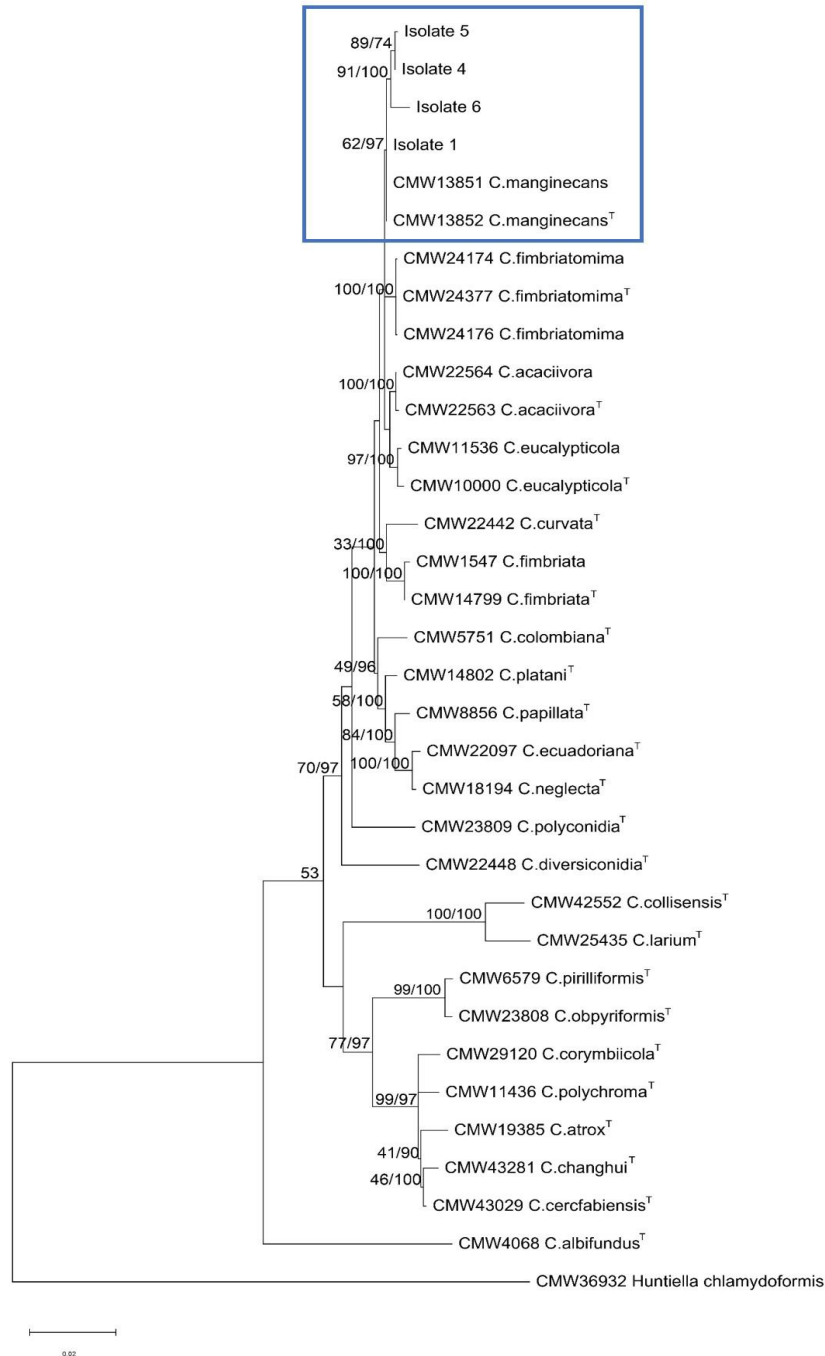 Isolate 5
89/74
Isolate 4
91/100
Isolate 6
62/97
Isolate 1
CMW13851 C.manginecans
CMW13852 C.manginecansᵀ
CMW24174 C.fimbriatomima
100/100
CMW24377 C.fimbriatomimaᵀ
CMW24176 C.fimbriatomima
CMW22564 C.acaciivora
100/100
CMW22563 C.acaciivoraᵀ
CMW11536 C.eucalypticola
97/100
CMW10000 C.eucalypticolaᵀ
CMW22442 C.curvataᵀ
33/100
CMW1547 C.fimbriata
100/100
CMW14799 C.fimbriataᵀ
CMW5751 C.colombianaᵀ
49/96
CMW14802 C.plataniᵀ
58/100
CMW8856 C.papillataᵀ
84/100
CMW22097 C.ecuadorianaᵀ
100/100
70/97
CMW18194 C.neglectaᵀ
CMW23809 C.polyconidiaᵀ
CMW22448 C.diversiconidiaᵀ
53
CMW42552 C.collisensisᵀ
100/100
CMW25435 C.lariumᵀ
CMW6579 C.pirilliformisᵀ
99/100
CMW23808 C.obpyriformisᵀ
77/97
CMW29120 C.corymbiicolaᵀ
CMW11436 C.polychromaᵀ
99/97
CMW19385 C.atroxᵀ
41/90
CMW43281 C.changhuiᵀ
46/100
CMW43029 C.cercfabiensisᵀ
CMW4068 C.albifundusᵀ
CMW36932 Huntiella chlamydoformis
0.02